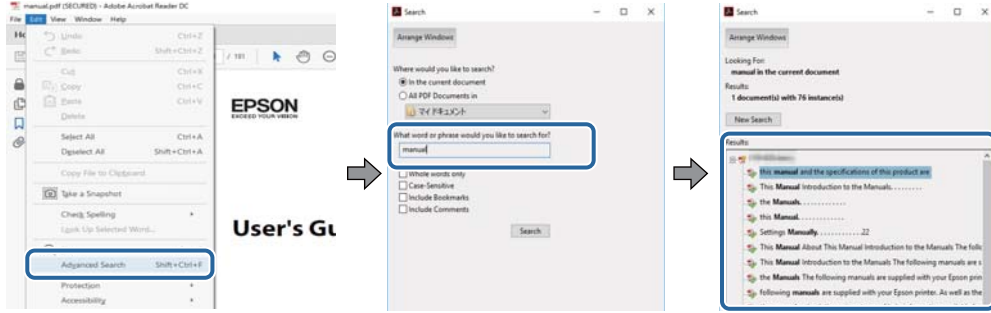 manual.pdf (SECURED) - Adobe Acrobat Reader DC
File Edit View Window Help
Undo Ctrl+Z
Redo Shift+Ctrl+Z
Cut Ctrl+X
Copy Ctrl+C
Paste Ctrl+V
Delete
Select All Ctrl+A
Deselect All Shift+Ctrl+A
Copy File to Clipboard
Take a Snapshot
Check Spelling
Look Up Selected Word...
Advanced Search Shift+Ctrl+F
Protection
Accessibility
/ 181
EPSON
EXCEED YOUR VISION
User's Gu
Search
Arrange Windows
Where would you like to search?
In the current document
All PDF Documents in
マイ ドキュメント
What word or phrase would you like to search for?
manual
Whole words only
Case-Sensitive
Include Bookmarks
Include Comments
Search
Search
Arrange Windows
Looking For:
manual in the current document
Results:
1 document(s) with 76 instance(s)
New Search
Results:
this manual and the specifications of this product are
This Manual Introduction to the Manuals. . . . . . . . .
the Manuals. . . . . . . . . . . .
this Manual. . . . . . . . . . . .
Settings Manually. . . . . . . . . . . . .22
This Manual About This Manual Introduction to the Manuals The follo
This Manual Introduction to the Manuals The following manuals are s
the Manuals The following manuals are supplied with your Epson prin
following manuals are supplied with your Epson printer. As well as the